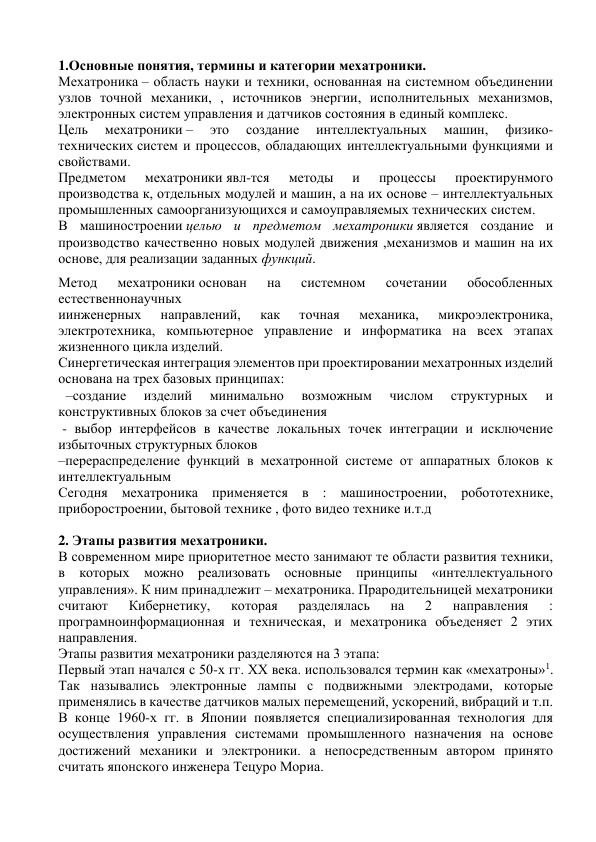 1.Основные понятия, термины и категории мехатроники.
Мехатроника – область науки и техники, основанная на системном объединении
узлов точной механики, , источников энергии, исполнительных механизмов,
электронных систем управления и датчиков состояния в единый комплекс.
Цель мехатроники – это создание интеллектуальных машин, физико-
технических систем и процессов, обладающих интеллектуальными функциями и
свойствами.
Предметом мехатроники явл-тся методы и процессы проектирунмого
производства к, отдельных модулей и машин, а на их основе – интеллектуальных
промышленных самоорганизующихся и самоуправляемых технических систем.
В машиностроении целью и предметом мехатроники является создание и
производство качественно новых модулей движения ,механизмов и машин на их
основе, для реализации заданных функций.
Метод мехатроники основан на системном сочетании обособленных
естественнонаучных
иинженерных направлений, как точная механика, микроэлектроника,
электротехника, компьютерное управление и информатика на всех этапах
жизненного цикла изделий.
Синергетическая интеграция элементов при проектировании мехатронных изделий
основана на трех базовых принципах:
–создание изделий минимально возможным числом структурных и
конструктивных блоков за счет объединения
- выбор интерфейсов в качестве локальных точек интеграции и исключение
избыточных структурных блоков
–перераспределение функций в мехатронной системе от аппаратных блоков к
интеллектуальным
Сегодня мехатроника применяется в : машиностроении, робототехнике,
приборостроении, бытовой технике , фото видео технике и.т.д
2. Этапы развития мехатроники.
В современном мире приоритетное место занимают те области развития техники,
в которых можно реализовать основные принципы «интеллектуального
управления». К ним принадлежит – мехатроника. Прародительницей мехатроники
считают Кибернетику, которая разделялась на 2 направления :
програмноинформационная и техническая, и мехатроника объеденяет 2 этих
направления.
Этапы развития мехатроники разделяются на 3 этапа:
Первый этап начался с 50-х гг. XX века. использовался термин как «мехатроны»¹.
Так назывались электронные лампы с подвижными электродами, которые
применялись в качестве датчиков малых перемещений, ускорений, вибраций и т.п.
В конце 1960-х гг. в Японии появляется специализированная технология для
осуществления управления системами промышленного назначения на основе
достижений механики и электроники. а непосредственным автором принято
считать японского инженера Тецуро Мориа.